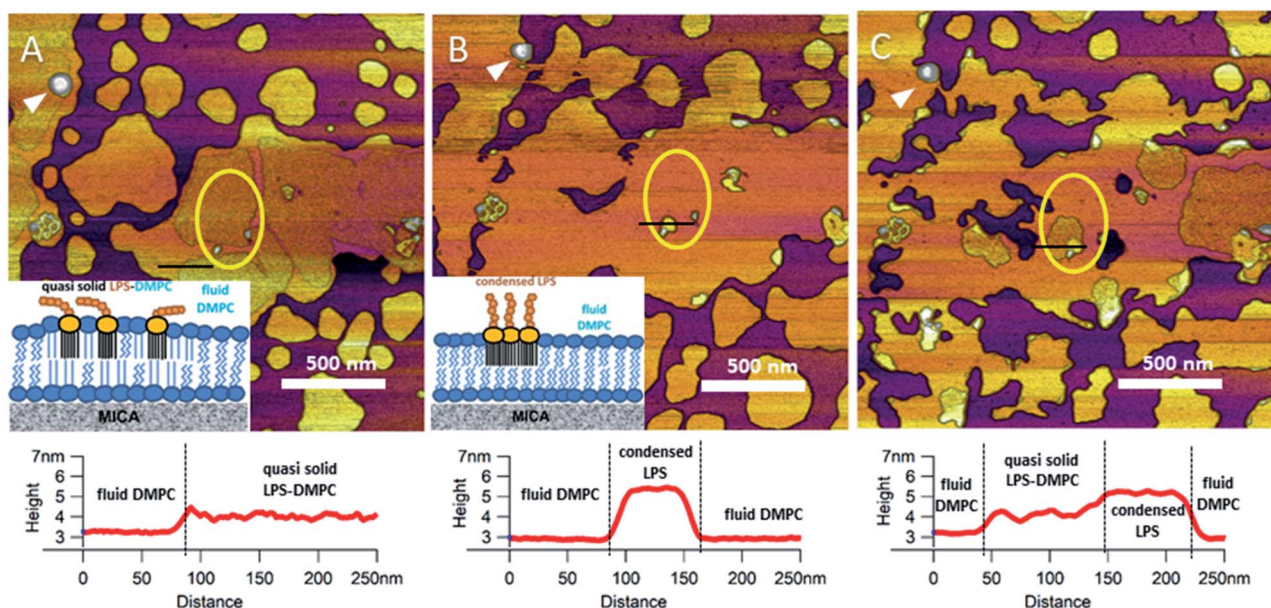 A
quasi solid LPS-DMPC
fluid
DMPC
MICA
500 nm
B
condensed LPS
fluid
DMPC
MICA
500 nm
C
500 nm
7nm
6
5
4
3
Height
fluid DMPC
quasi solid
LPS-DMPC
0
50
100
150
200
250nm
Distance
7nm
6
5
4
3
Height
fluid DMPC
condensed
LPS
fluid DMPC
0
50
100
150
200
250nm
Distance
7nm
6
5
4
3
Height
fluid
DMPC
quasi solid
LPS-DMPC
condensed
LPS
fluid
DMPC
0
50
100
150
200
250nm
Distance